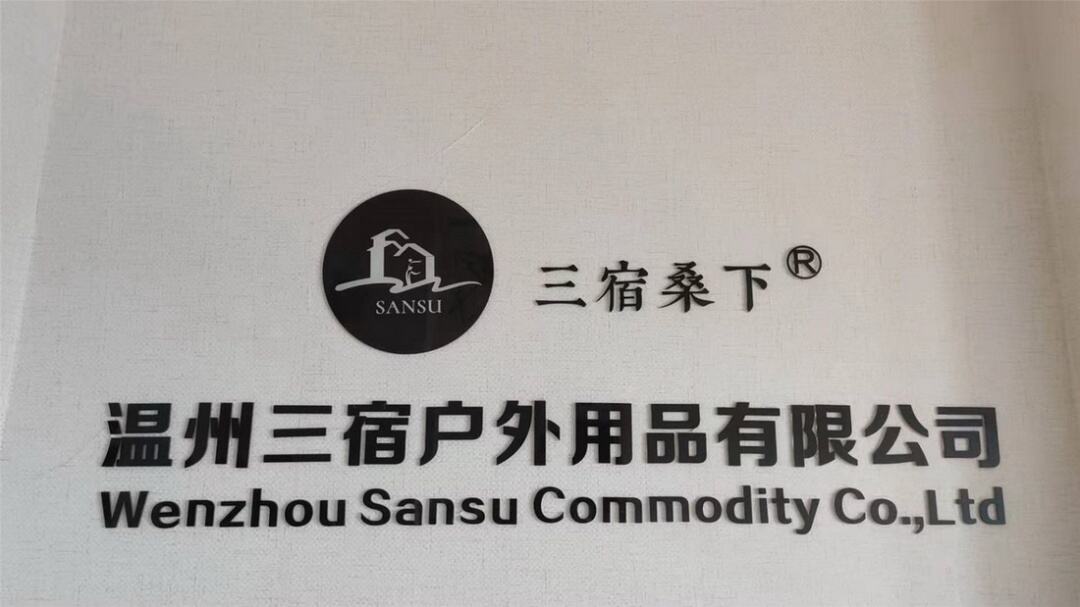 SANSU
三宿桑下®
温州三宿户外用品有限公司
Wenzhou Sansu Commodity Co.,Ltd